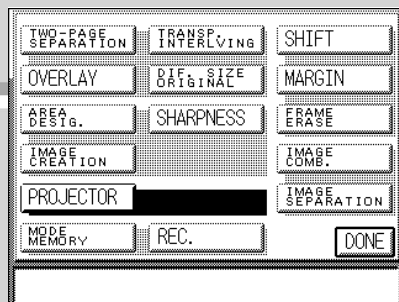 TWO-PAGE
SEPARATION
TRANSP.
INTERLVING
SHIFT
OVERLAY
DIF. SIZE
ORIGINAL
MARGIN
AREA
DESIG.
SHARPNESS
FRAME
ERASE
IMAGE
CREATION
IMAGE
COMB.
PROJECTOR
IMAGE
SEPARATION
MODE
MEMORY
REC.
DONE